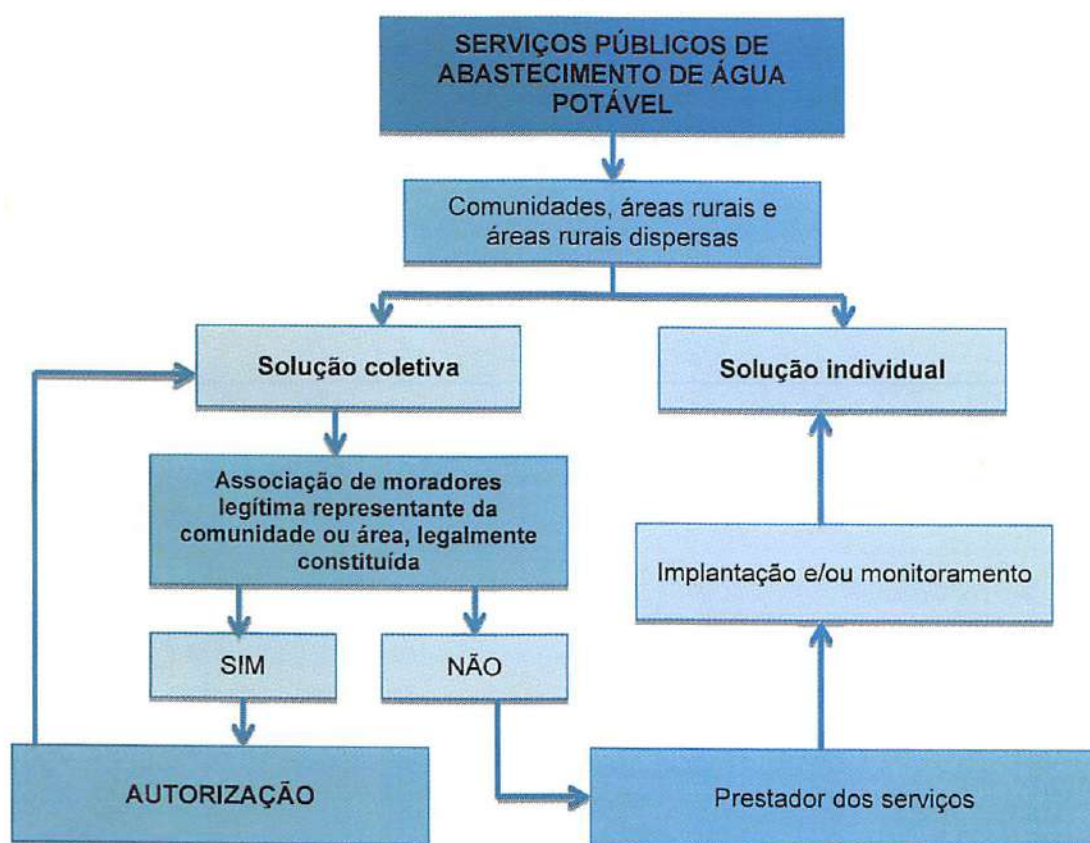 SERVIÇOS PÚBLICOS DE
ABASTECIMENTO DE ÁGUA
POTÁVEL
Comunidades, áreas rurais e
áreas rurais dispersas
Solução coletiva
Solução individual
Associação de moradores
legítima representante da
comunidade ou área, legalmente
constituída
Implantação e/ou monitoramento
SIM
NÃO
AUTORIZAÇÃO
Prestador dos serviços